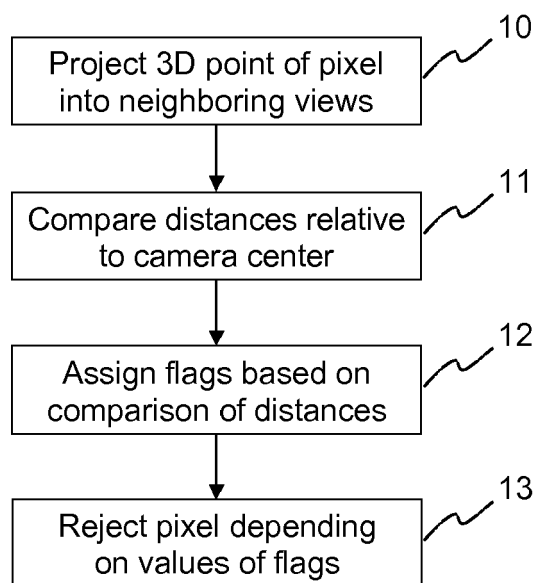 10
Project 3D point of pixel
into neighboring views
11
Compare distances relative
to camera center
12
Assign flags based on
comparison of distances
13
Reject pixel depending
on values of flags